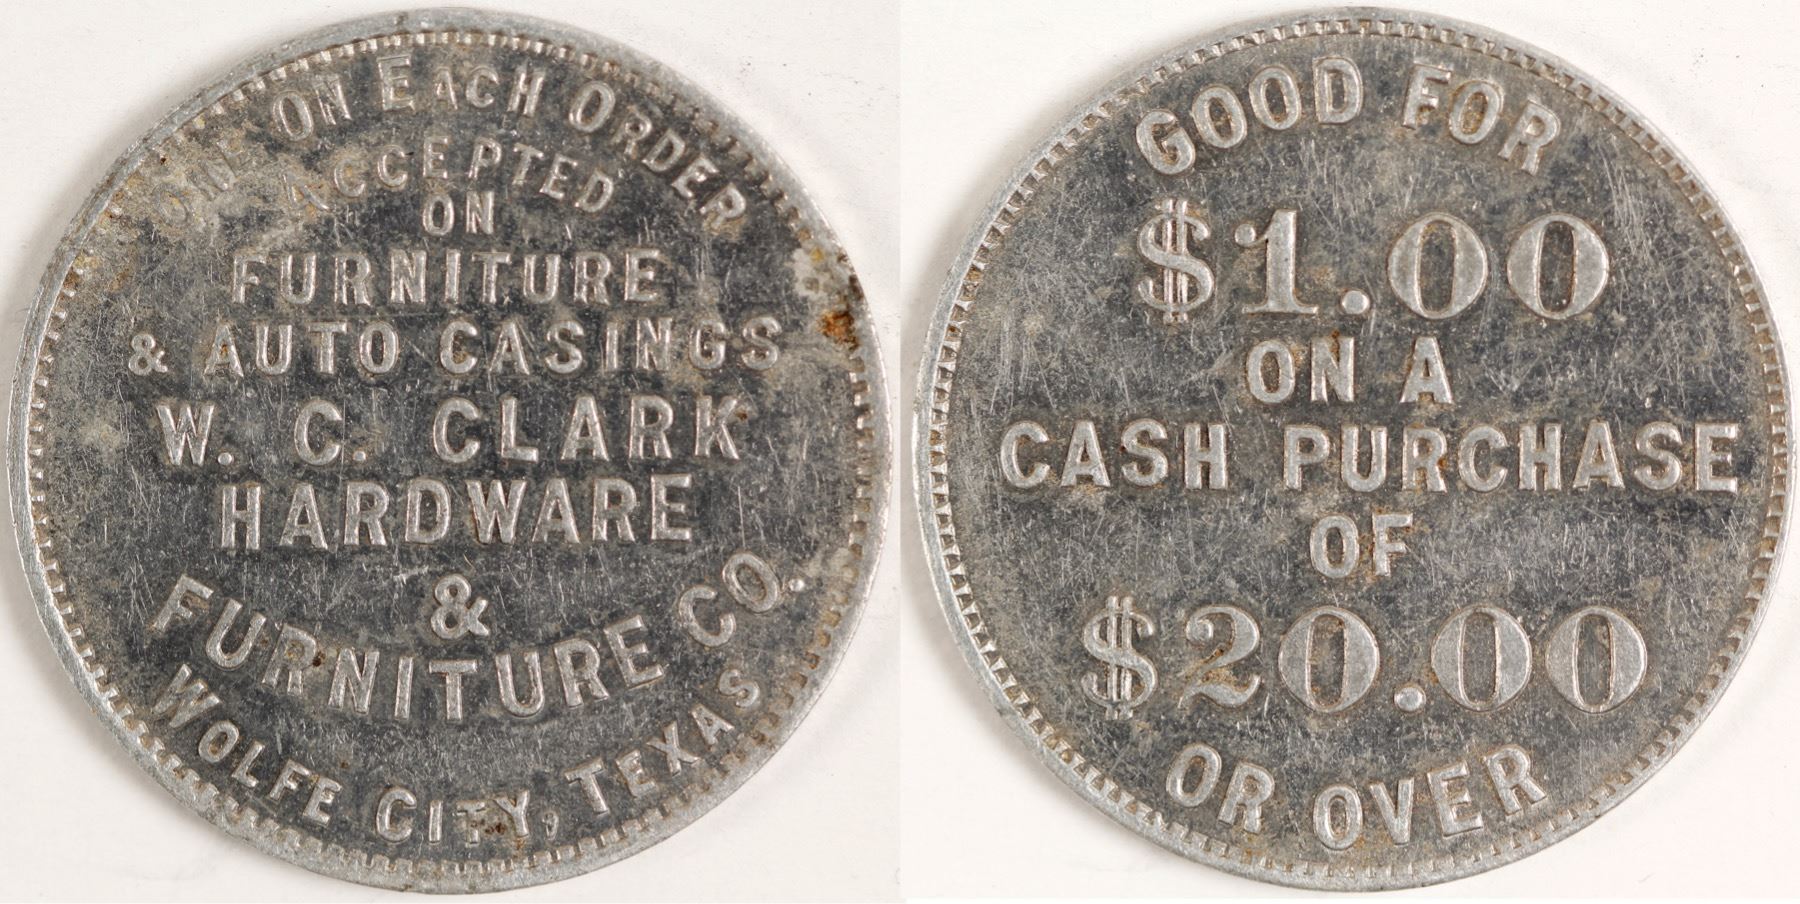 ONE ON EACH ORDER
ACCEPTED
ON
FURNITURE
& AUTO CASINGS
W. C. CLARK
HARDWARE
&
FURNITURE CO.
WOLFE CITY, TEXAS
GOOD FOR
$1.00
ON A
CASH PURCHASE
OF
$20.00
OR OVER